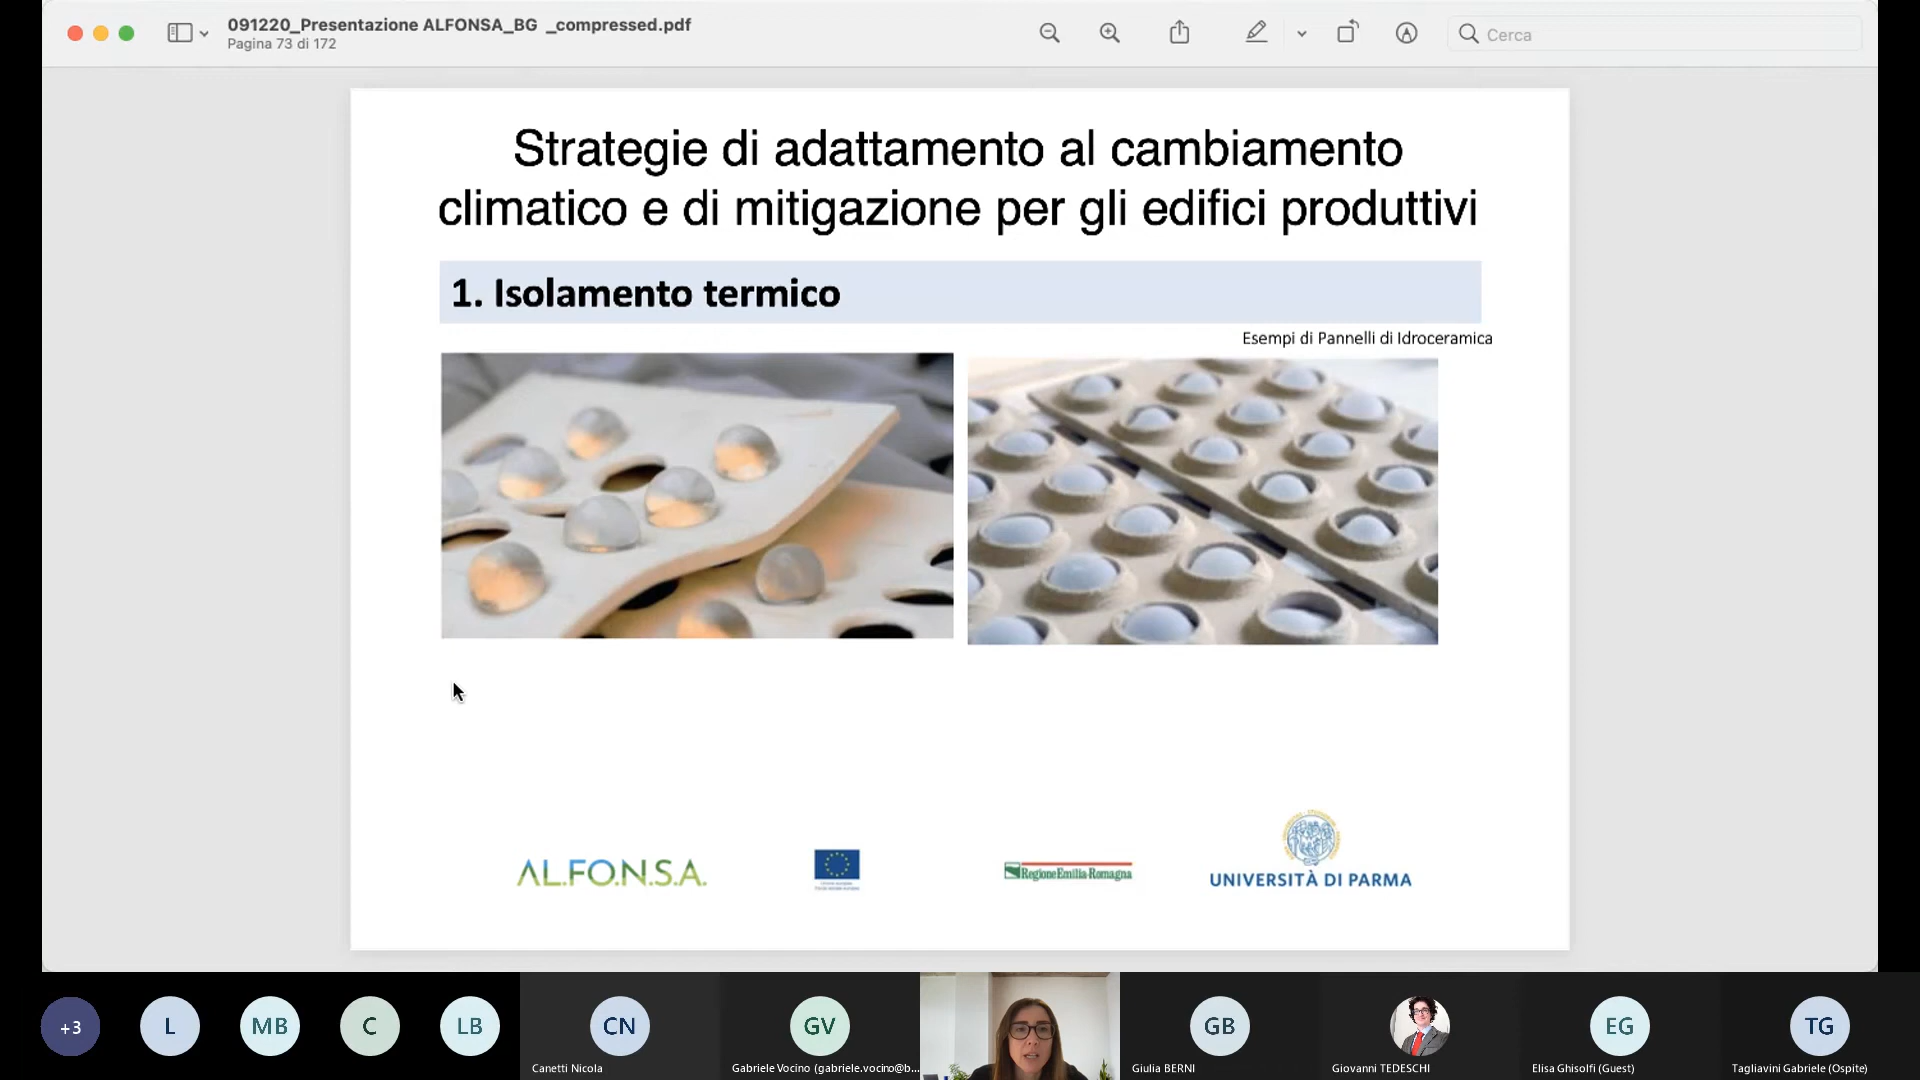 091220_Presentazione ALFONSA_BG _compressed.pdf
Pagina 73 di 172
Cerca
Strategie di adattamento al cambiamento
climatico e di mitigazione per gli edifici produttivi
1. Isolamento termico
Esempi di Pannelli di Idroceramica
AL.FO.N.S.A.
RegioneEmilia-Romagna
UNIVERSITÀ DI PARMA
+3
L
MB
C
LB
CN
GV
GB
EG
TG
Canetti Nicola
Gabriele Vocino (gabriele.vocino@b...
Giulia BERNI
Giovanni TEDESCHI
Elisa Ghisolfi (Guest)
Tagliavini Gabriele (Ospite)